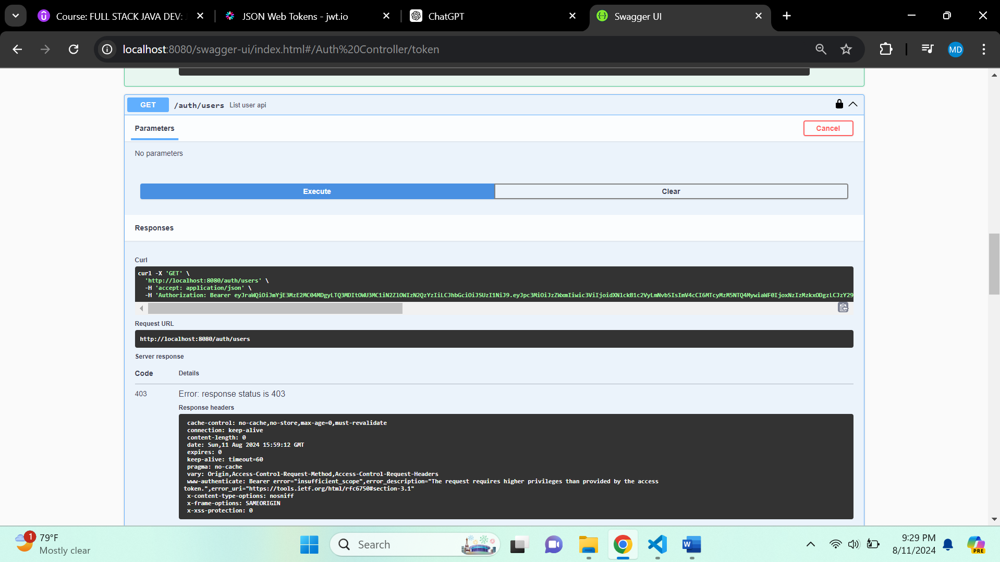 Course: FULL STACK JAVA DEV:
JSON Web Tokens - jwt.io
ChatGPT
Swagger UI
localhost:8080/swagger-ui/index.html#/Auth%20Controller/token
MD
GET /auth/users List user api
Parameters
Cancel
No parameters
Execute
Clear
Responses
Curl
curl -X 'GET' \
'http://localhost:8080/auth/users' \
-H 'accept: application/json' \
-H 'Authorization: Bearer eyJraWQiOiJmYjE3MzE2MC04MDgyLTQ3MDItOWU3MC1iN2ZlOWIzN2QzYzIiLCJhbGciOiJSUzI1NiJ9.eyJpc3MiOiJzZWxmIiwic3ViIjoidXNlckB1c2VyLmNvbSIsImV4cCI6MTcyMzM5NTQ4MywiaWF0IjoxNzIzMzkxODgzLCJzY29
Request URL
http://localhost:8080/auth/users
Server response
Code Details
403 Error: response status is 403
Response headers
cache-control: no-cache,no-store,max-age=0,must-revalidate
connection: keep-alive
content-length: 0
date: Sun,11 Aug 2024 15:59:12 GMT
expires: 0
keep-alive: timeout=60
pragma: no-cache
vary: Origin,Access-Control-Request-Method,Access-Control-Request-Headers
www-authenticate: Bearer error="insufficient_scope",error_description="The request requires higher privileges than provided by the access
token.",error_uri="https://tools.ietf.org/html/rfc6750#section-3.1"
x-content-type-options: nosniff
x-frame-options: SAMEORIGIN
x-xss-protection: 0
1
79°F
Mostly clear
Search
W
PRE
9:29 PM
8/11/2024